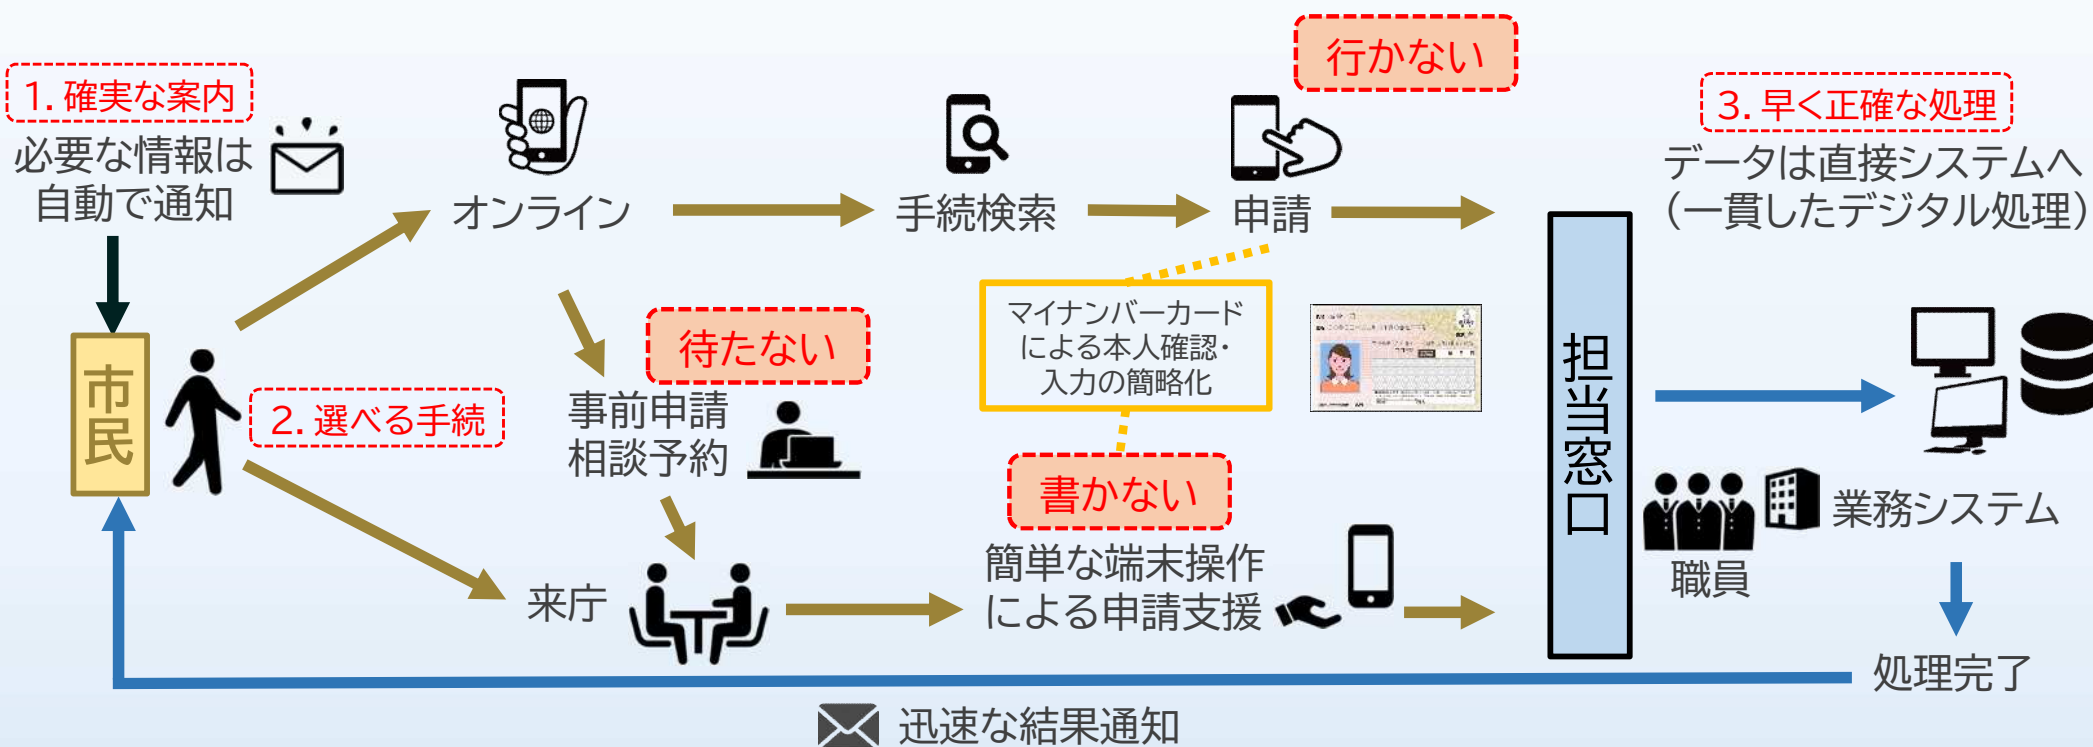 1. 確実な案内
必要な情報は
自動で通知
市民
2. 選べる手続
オンライン
手続検索
申請
行かない
待たない
事前申請
相談予約
マイナンバーカード
による本人確認・
入力の簡略化
来庁
書かない
簡単な端末操作
による申請支援
担当窓口
3. 早く正確な処理
データは直接システムへ
(一貫したデジタル処理)
職員
業務システム
処理完了
迅速な結果通知